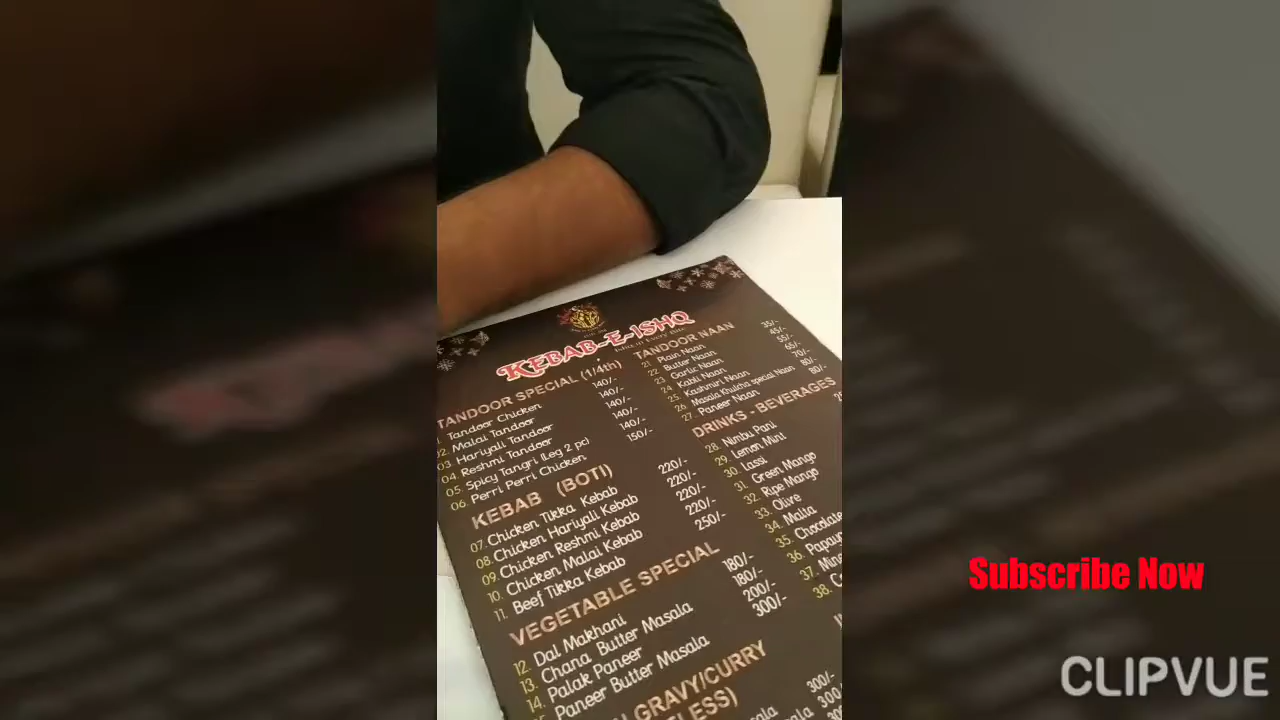 KEBAB-E-ISHQ
TANDOOR SPECIAL (1/4th)
Tandoor Chicken 140/-
02. Malai Tandoor 140/-
03. Hariyali Tandoor 140/-
04. Reshmi Tandoor 140/-
05. Spicy Tangri (Leg 2 pc) 150/-
06. Perri Perri Chicken
KEBAB (BOTI)
07. Chicken Tikka Kebab 220/-
08. Chicken Hariyali Kebab 220/-
09. Chicken Reshmi Kebab 220/-
10. Chicken Malai Kebab 220/-
11. Beef Tikka Kebab 250/-
VEGETABLE SPECIAL
12. Dal Makhani 180/-
13. Chana Butter Masala 180/-
14. Palak Paneer 200/-
Paneer Butter Masala 300/-
GRAVY/CURRY
300/-
300
TANDOOR NAAN
21. Plain Naan 35/-
22. Butter Naan 45/-
23. Garlic Naan 55/-
24. Kabli Naan 65/-
25. Kashmiri Naan 70/-
26. Masala Khulcha special Naan 80/-
27. Paneer Naan 80/-
DRINKS - BEVERAGES
28. Nimbu Pani
29. Lemon Mint
30. Lassi
31. Green Mango
32. Ripe Mango
33. Olive
34. Malta
35. Chocolate
36.
37.
38.
Subscribe Now
CLIPVUE